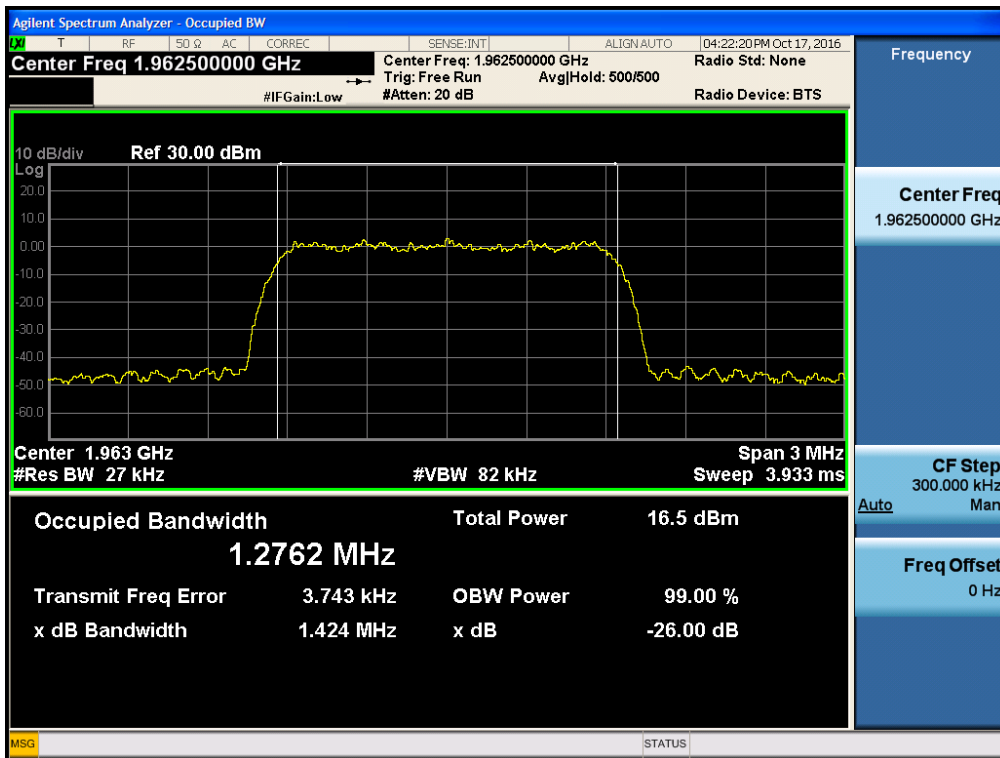 Agilent Spectrum Analyzer - Occupied BW
LXI T RF 50 Ω AC CORREC SENSE:INT ALIGN AUTO 04:22:20 PM Oct 17, 2016
Center Freq 1.962500000 GHz
Center Freq: 1.962500000 GHz Radio Std: None
Trig: Free Run Avg|Hold: 500/500
#IFGain:Low #Atten: 20 dB Radio Device: BTS
10 dB/div Ref 30.00 dBm
Log
20.0
10.0
0.00
-10.0
-20.0
-30.0
-40.0
-50.0
-60.0
Center 1.963 GHz Span 3 MHz
#Res BW 27 kHz #VBW 82 kHz Sweep 3.933 ms
Occupied Bandwidth Total Power 16.5 dBm
1.2762 MHz
Transmit Freq Error 3.743 kHz OBW Power 99.00 %
x dB Bandwidth 1.424 MHz x dB -26.00 dB
Frequency
Center Freq
1.962500000 GHz
CF Step
300.000 kHz
Auto Man
Freq Offset
0 Hz
MSG STATUS